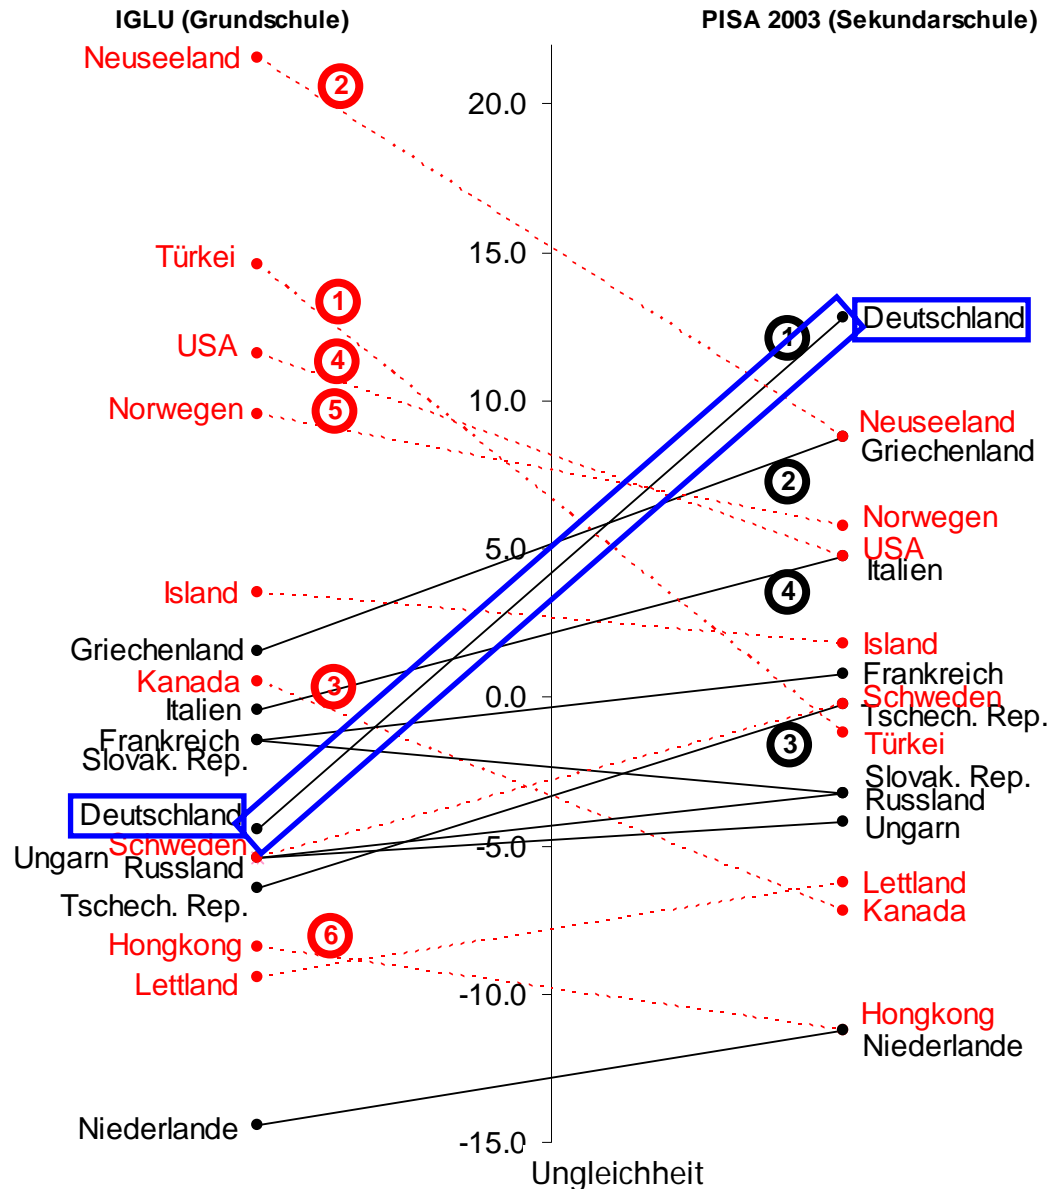 IGLU (Grundschule)
PISA 2003 (Sekundarschule)
Neuseeland
2
20.0
Türkei
15.0
1
Deutschland
1
USA
4
Norwegen
5
10.0
Neuseeland
Griechenland
2
Norwegen
5.0
USA
Italien
Island
4
Griechenland
Island
Kanada
3
Frankreich
Italien
0.0
Schweden
Tschech. Rep.
Frankreich
Slovak. Rep.
3
Türkei
Slovak. Rep.
Deutschland
Russland
Ungarn
Schweden
Ungarn
Russland
-5.0
Tschech. Rep.
Lettland
Kanada
Hongkong
6
Lettland
-10.0
Hongkong
Niederlande
Niederlande
-15.0
Ungleichheit